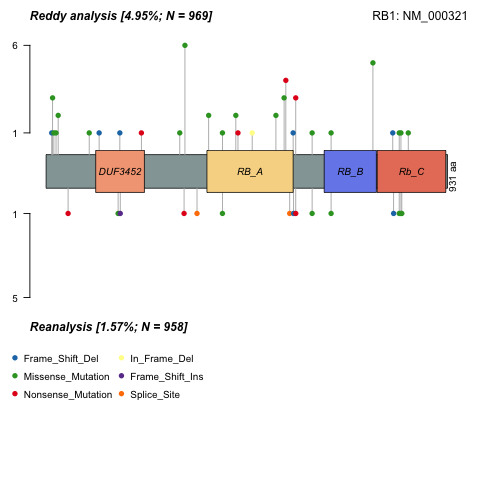 Reddy analysis [4.95%; N = 969]
RB1: NM_000321
6
1
DUF3452
RB_A
RB_B
Rb_C
931 aa
1
5
Reanalysis [1.57%; N = 958]
Frame_Shift_Del
In_Frame_Del
Missense_Mutation
Frame_Shift_Ins
Nonsense_Mutation
Splice_Site